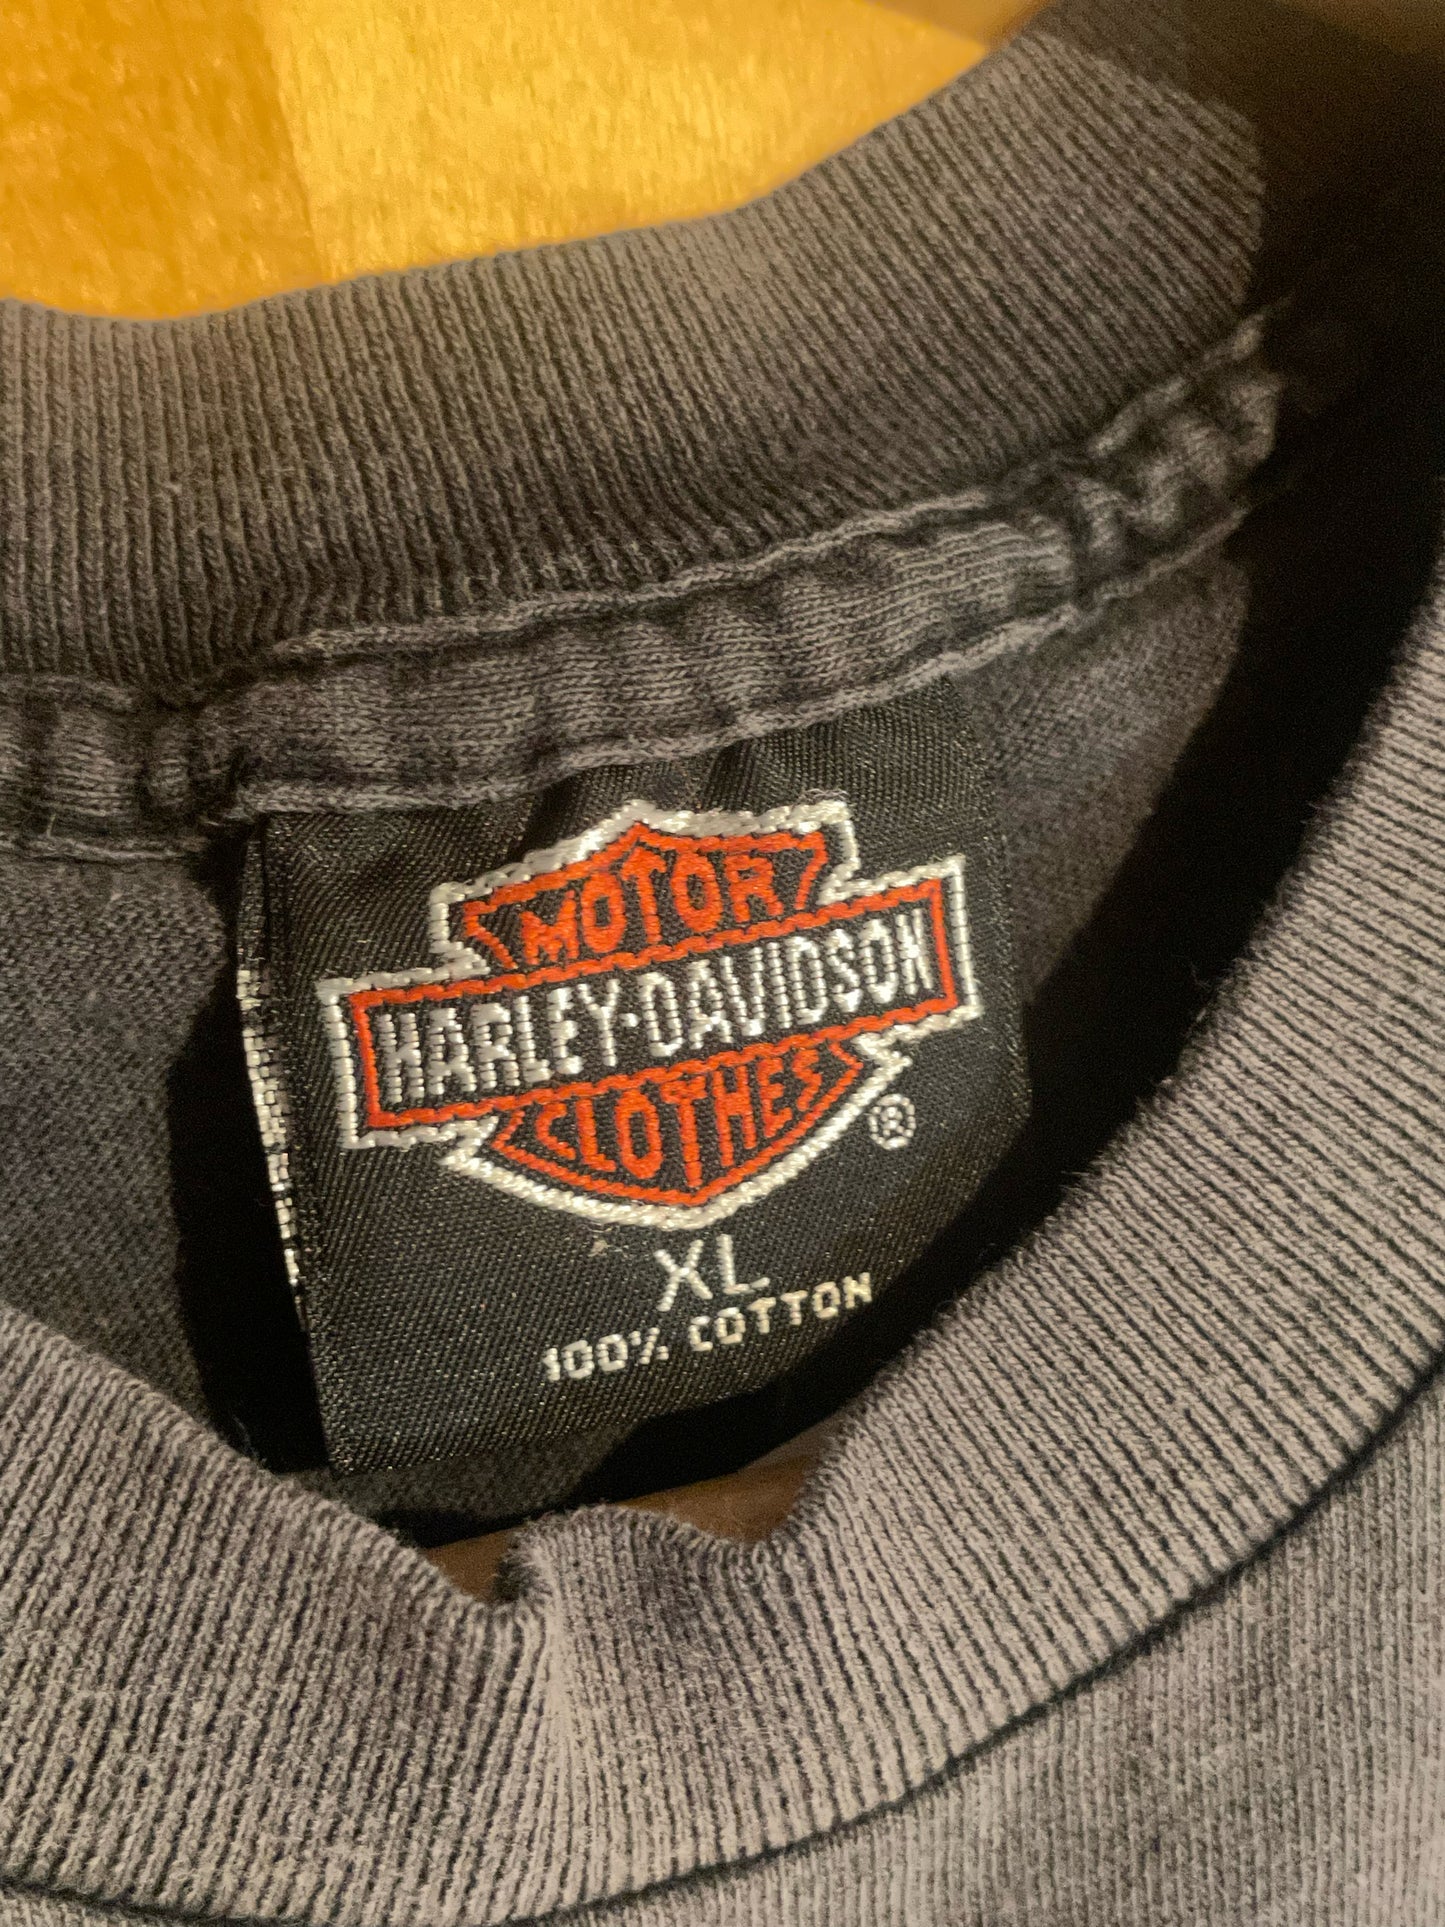 MOTOR
HARLEY-DAVIDSON
CLOTHES
®
XL
100% COTTON